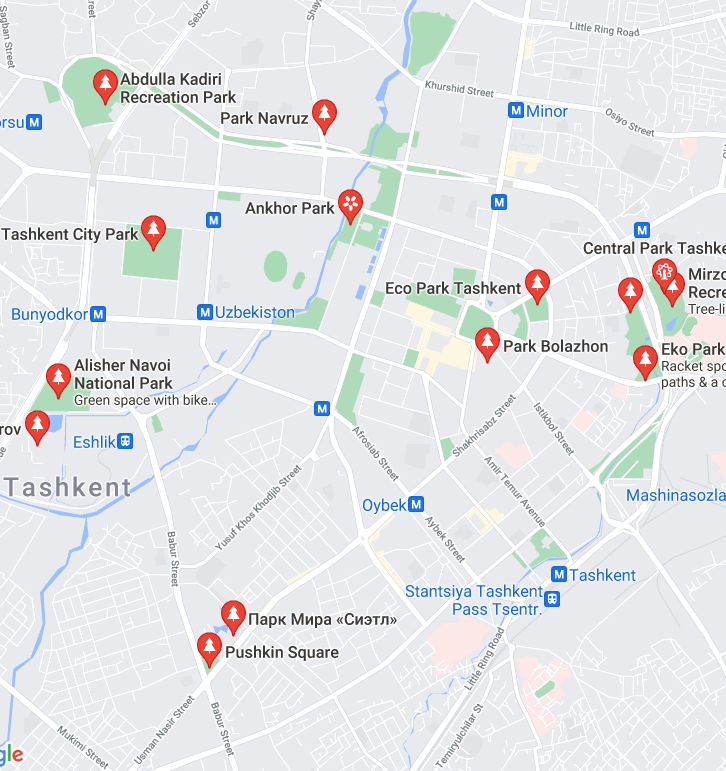 Little Ring Road
Sagban Street
Street
Sebzor
Shay
Khurshid Street
Abdulla Kadiri
Recreation Park
Minor
Osiyo Street
orsu
Park Navruz
Ankhor Park
Tashkent City Park
Central Park Tashke
Mirzo
Recre
Tree-li
Eco Park Tashkent
Bunyodkor
Uzbekiston
Park Bolazhon
Eko Park
Racket spo
paths & a c
Alisher Navoi
National Park
Green space with bike...
rov
Eshlik
Shakhrisabz Street
Istikbol Street
Afrosiab Street
Amir Temur Avenue
Tashkent
Yusuf Khos Khodjib Street
Oybek
Aybek Street
Mashinasozla
Babur Street
Tashkent
Stantsiya Tashkent
Pass Tsentr.
Парк Мира «Сиэтл»
Pushkin Square
Little Ring Road
Usman Nasir Street
Babur Street
Mukimi Street
Temiryulchilar St
gle